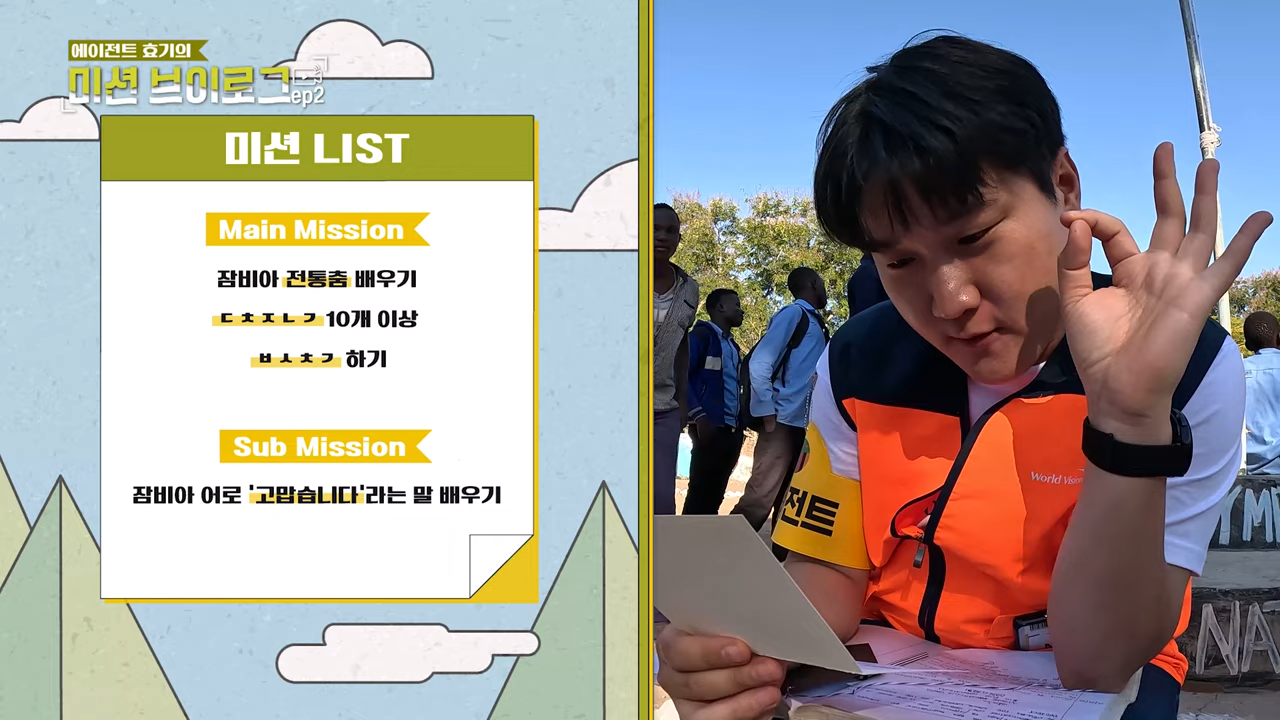 에이전트 효기의
미션 브이로그 ep2
미션 LIST
Main Mission
잠비아 전통춤 배우기
ㄷㅊㅈㄴㄱ 10개 이상
ㅂㅅㅊㄱ 하기
Sub Mission
잠비아 어로 '고맙습니다'라는 말 배우기
World Vision
전트
YM
NA